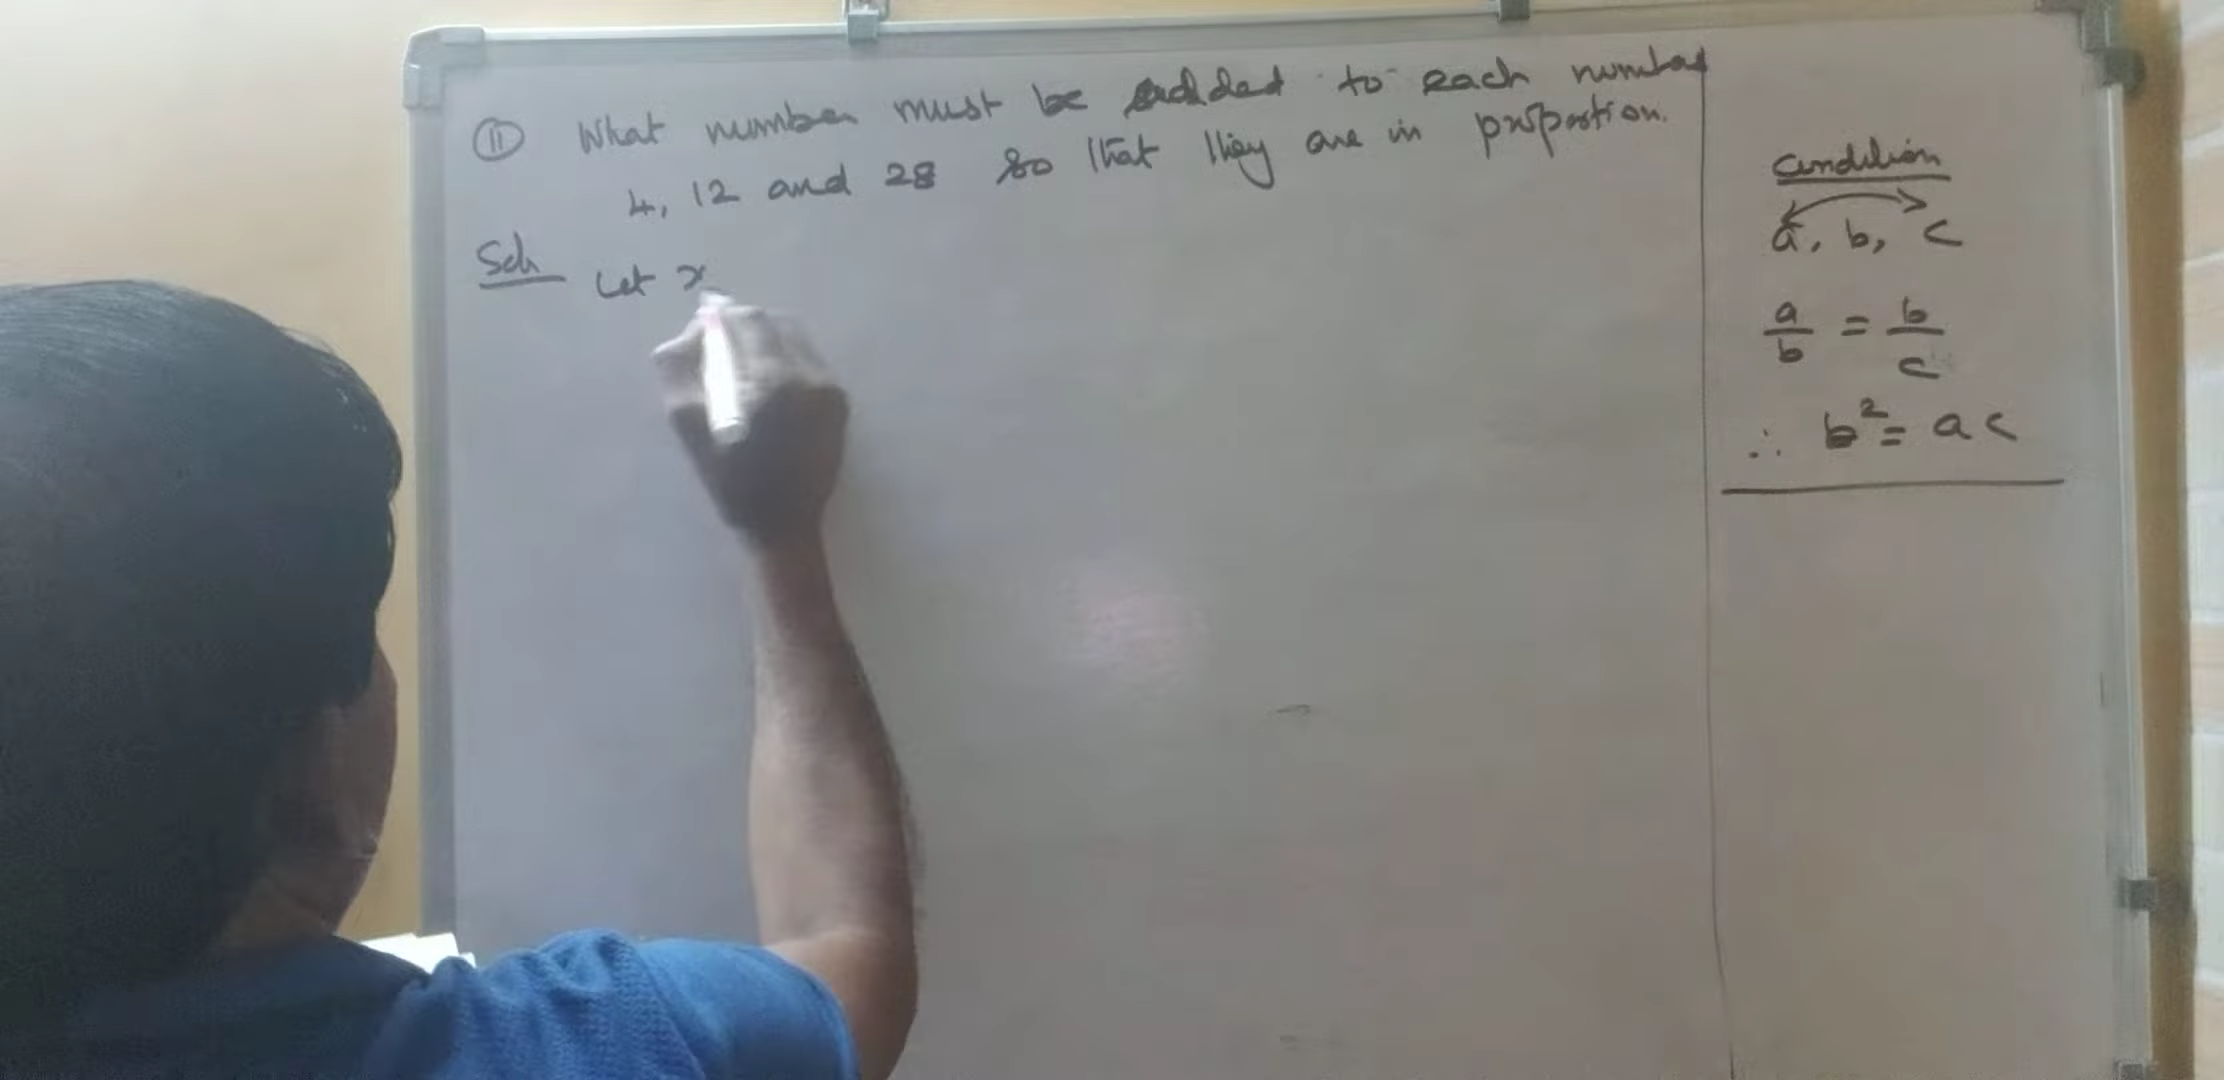 11 What number must be added to each number
4, 12 and 28 so that they are in proportion.
Soln Let x
condition
a, b, c
a/b = b/c
∴ b² = ac